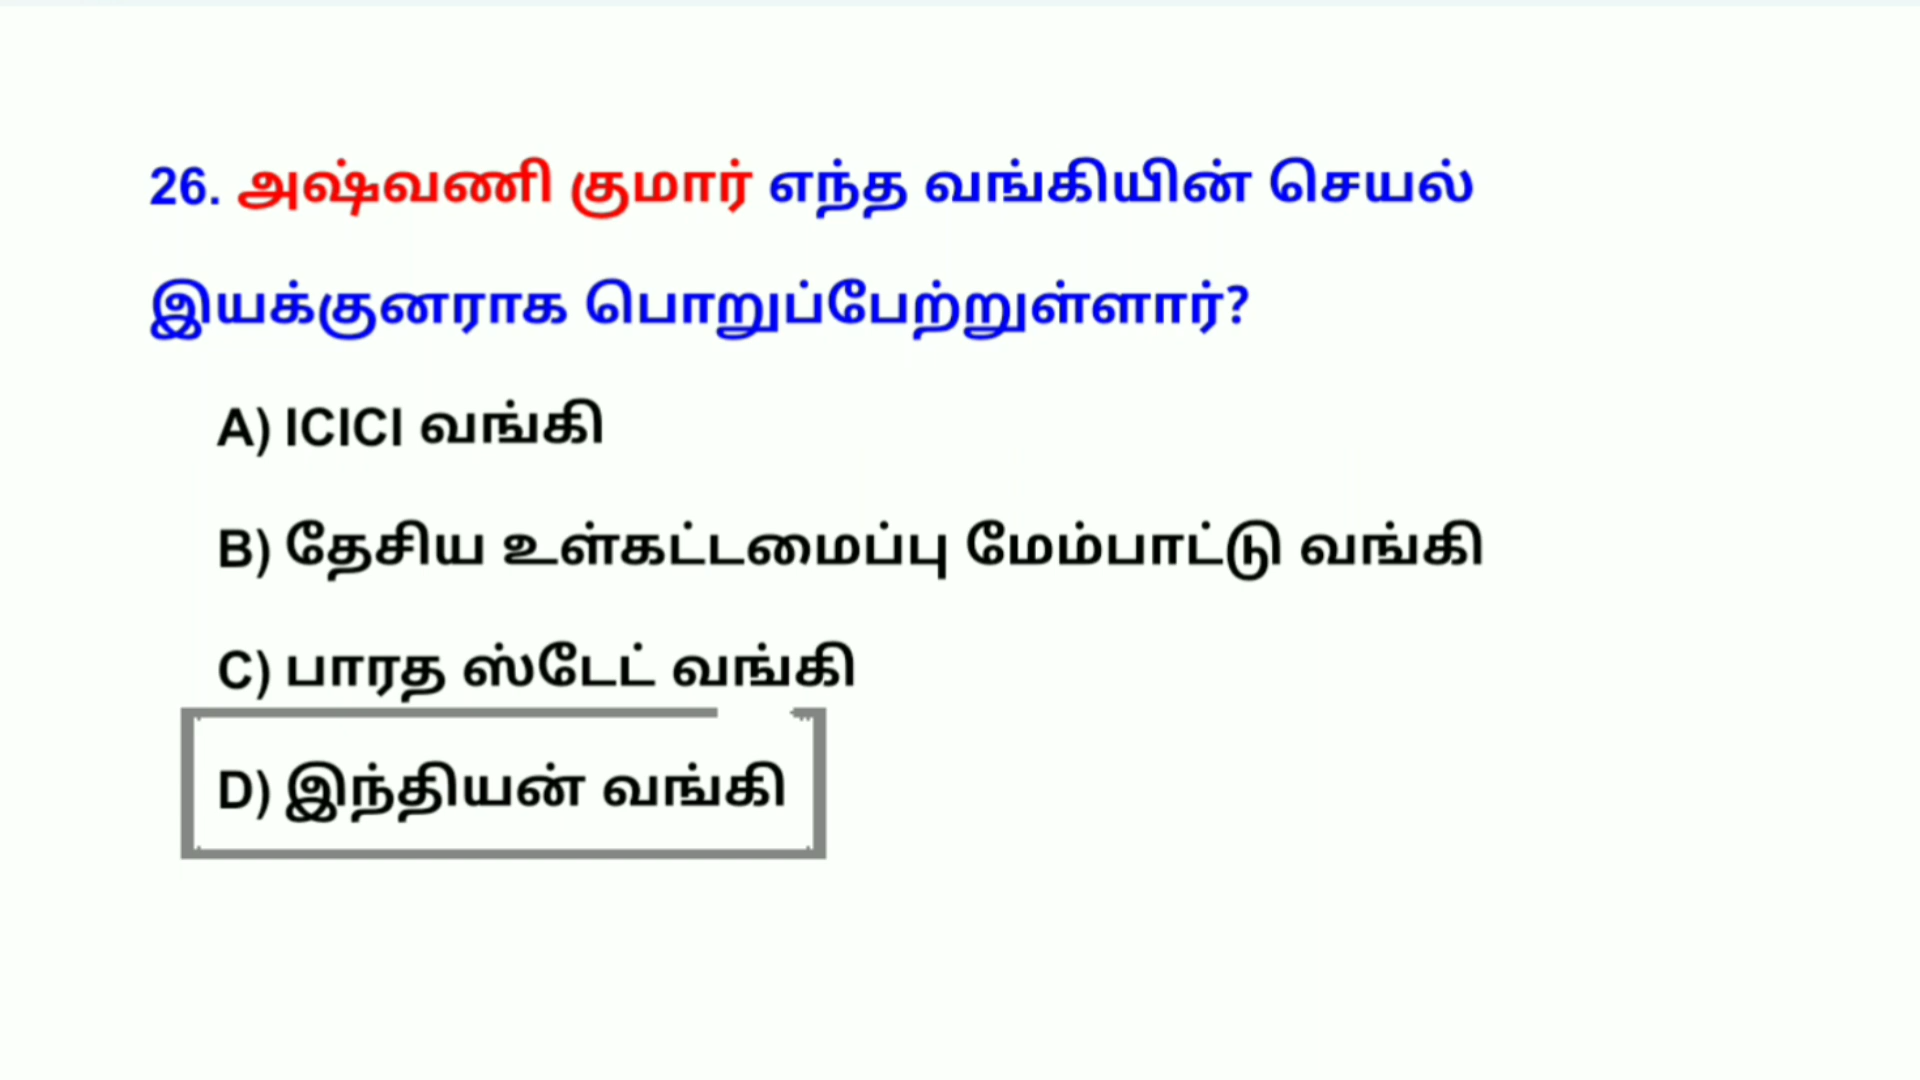 26. அஷ்வணி குமார் எந்த வங்கியின் செயல்
இயக்குனராக பொறுப்பேற்றுள்ளார்?
A) ICICI வங்கி
B) தேசிய உள்கட்டமைப்பு மேம்பாட்டு வங்கி
C) பாரத ஸ்டேட் வங்கி
D) இந்தியன் வங்கி